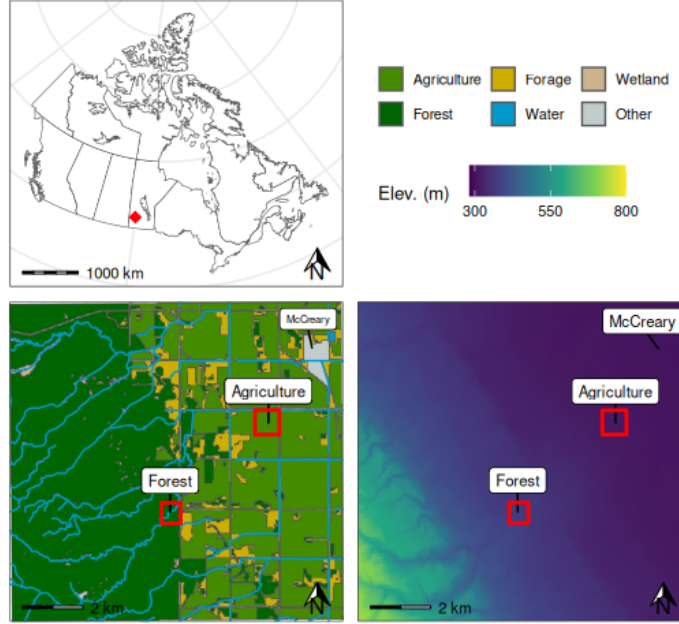 Agriculture Forage Wetland
Forest Water Other
Elev. (m)
300 550 800
1000 km
N
McCreary
Agriculture
Forest
2 km
N
McCreary
Agriculture
Forest
2 km
N